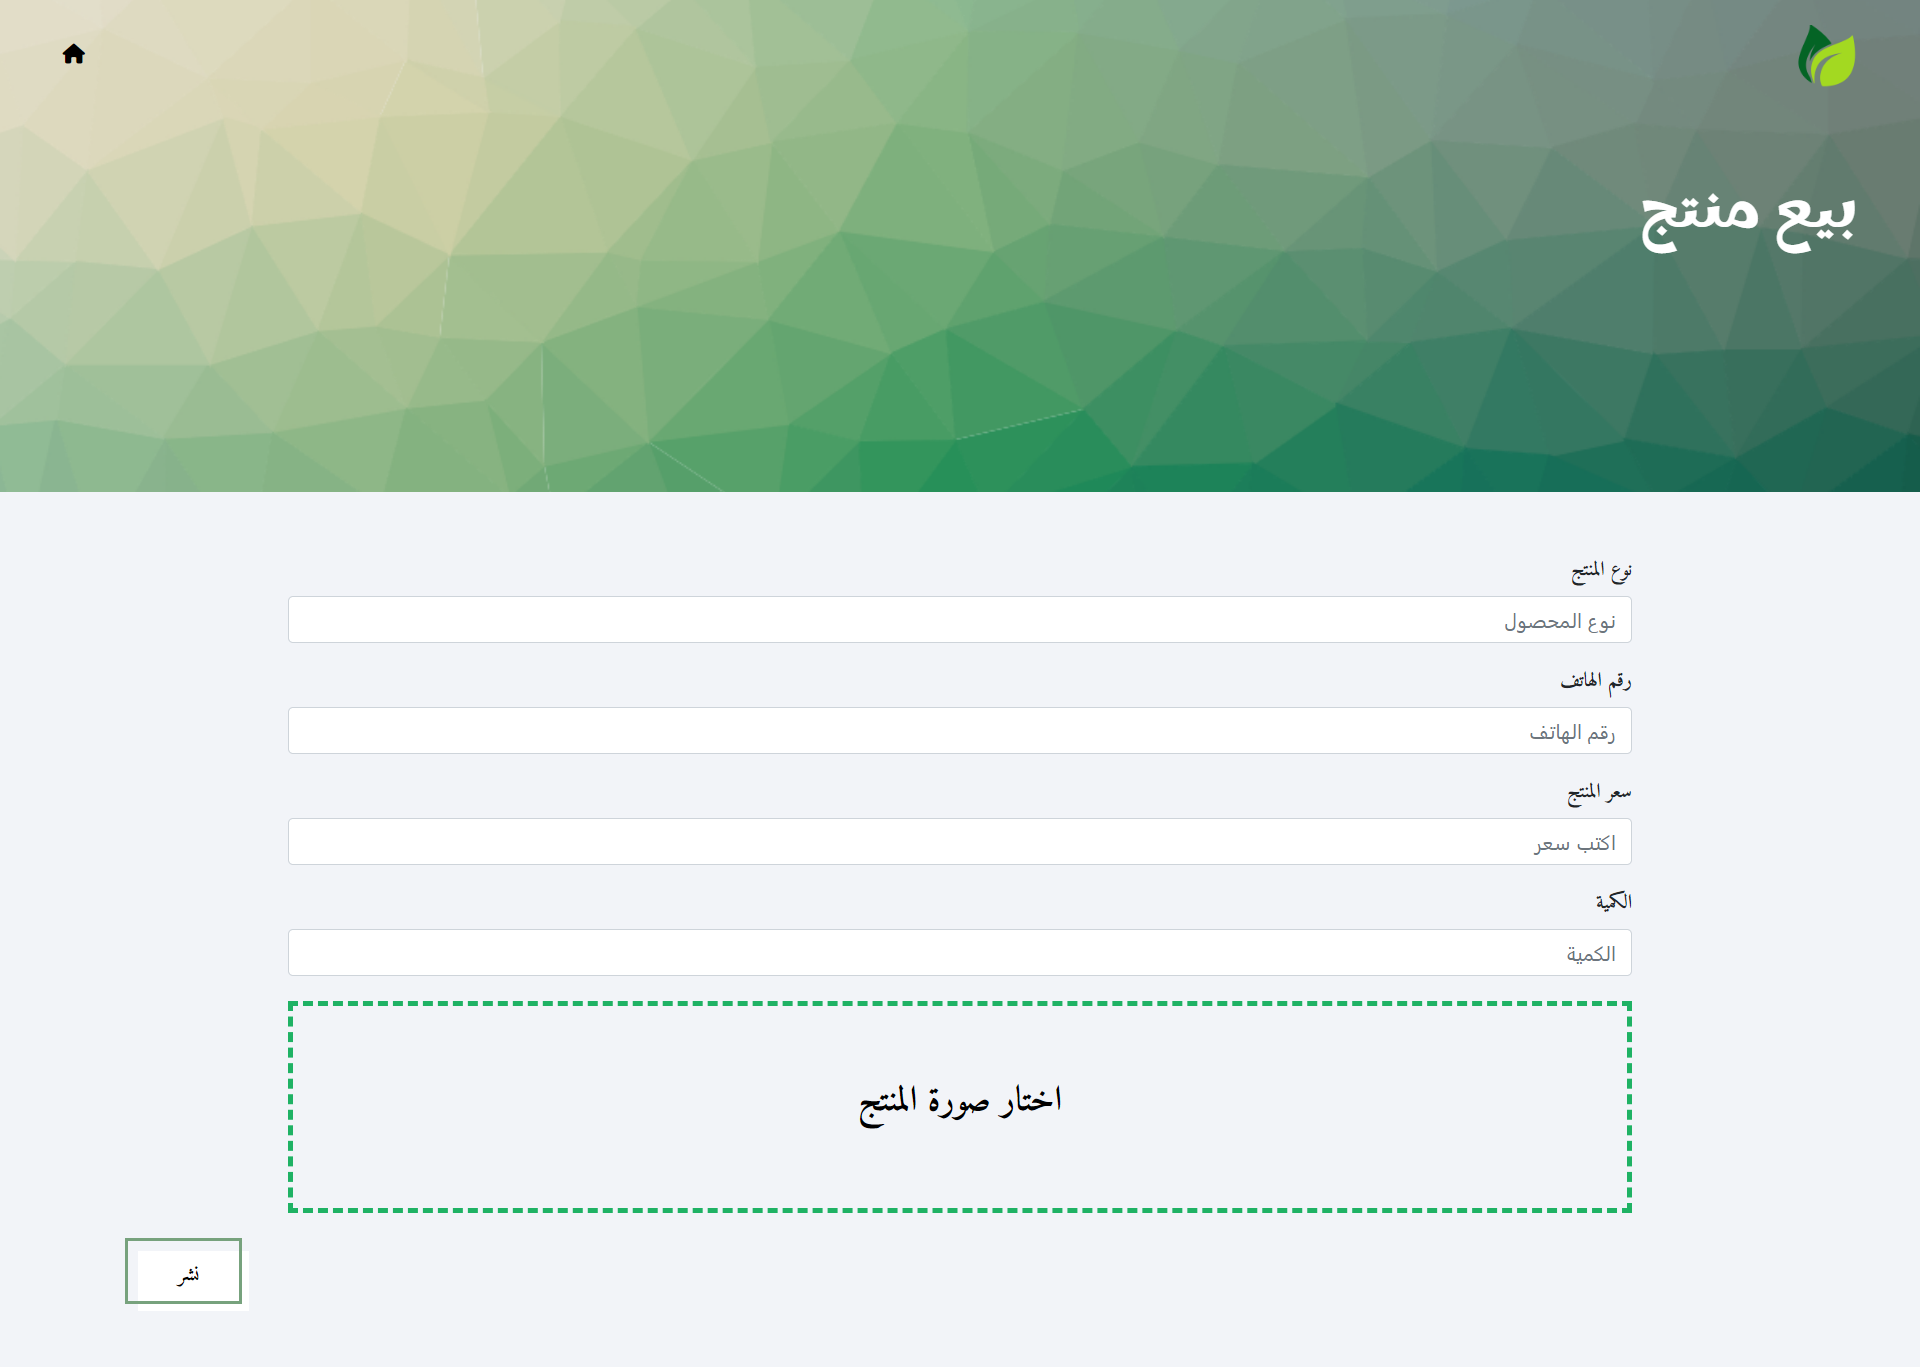 بيع منتج
نوع المنتج
نوع المحصول
رقم الهاتف
رقم الهاتف
سعر المنتج
اكتب سعر
الكمية
الكمية
اختار صورة المنتج
نشر